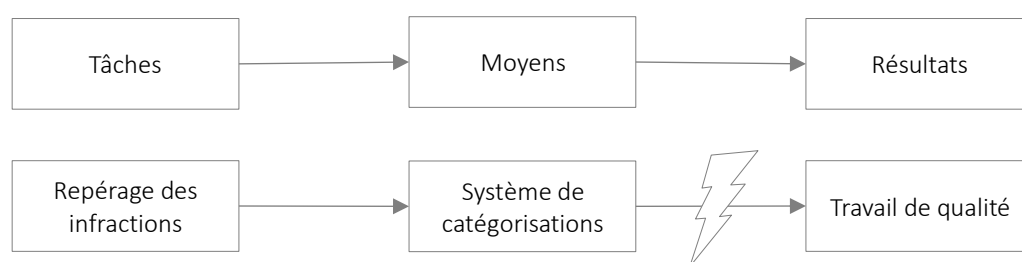 Tâches
Moyens
Résultats
Repérage des
infractions
Système de
catégorisations
Travail de qualité